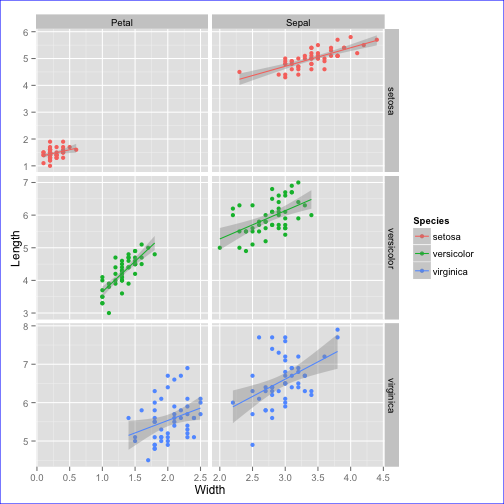 Petal Sepal
6
5
4
3
2
1
setosa
7
6
5
4
3
versicolor
8
7
6
5
virginica
Length
0.0 0.5 1.0 1.5 2.0 2.5 2.0 2.5 3.0 3.5 4.0 4.5
Width
Species
setosa
versicolor
virginica